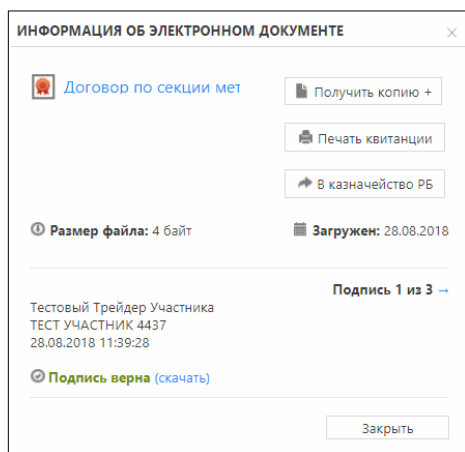 ИНФОРМАЦИЯ ОБ ЭЛЕКТРОННОМ ДОКУМЕНТЕ
Договор по секции мет
Получить копию +
Печать квитанции
В казначейство РБ
Размер файла: 4 байт
Загружен: 28.08.2018
Подпись 1 из 3 →
Тестовый Трейдер Участника
ТЕСТ УЧАСТНИК 4437
28.08.2018 11:39:28
Подпись верна (скачать)
Закрыть